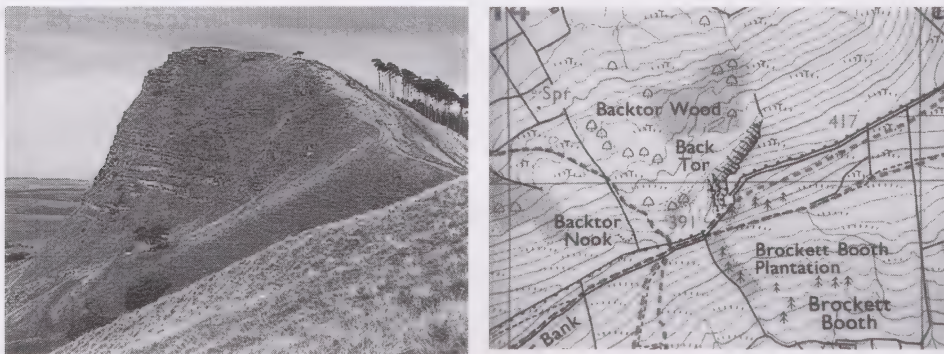 Spr
Backtor Wood
417
Back
Tor
391
Backtor
Nook
Brockett Booth
Plantation
Brockett
Booth
Bank